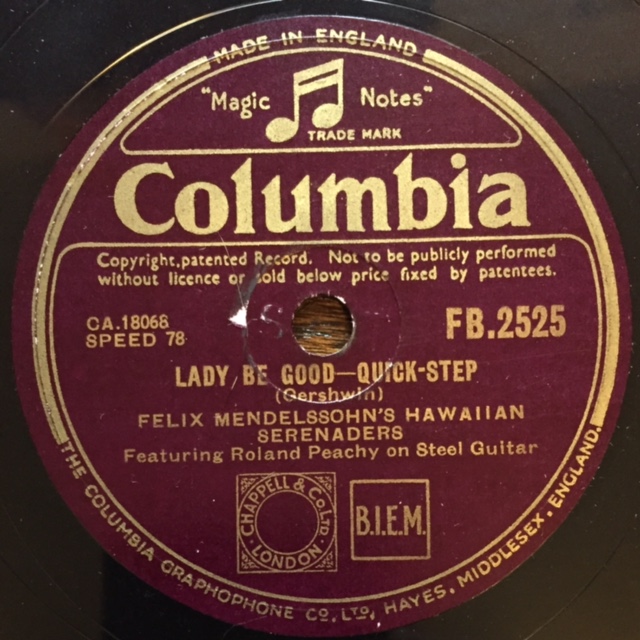 MADE IN ENGLAND
"Magic Notes"
TRADE MARK
Columbia
Copyright,patented Record. Not to be publicly performed
without licence or sold below price fixed by patentees.
CA.18068
SPEED 78
FB.2525
LADY BE GOOD—QUICK-STEP
(Gershwin)
FELIX MENDELSSOHN'S HAWAIIAN
SERENADERS
Featuring Roland Peachy on Steel Guitar
CHAPPELL & Co LTD
LONDON
B.I.E.M.
THE COLUMBIA GRAPHOPHONE CO., LTD, HAYES, MIDDLESEX. ENGLAND.